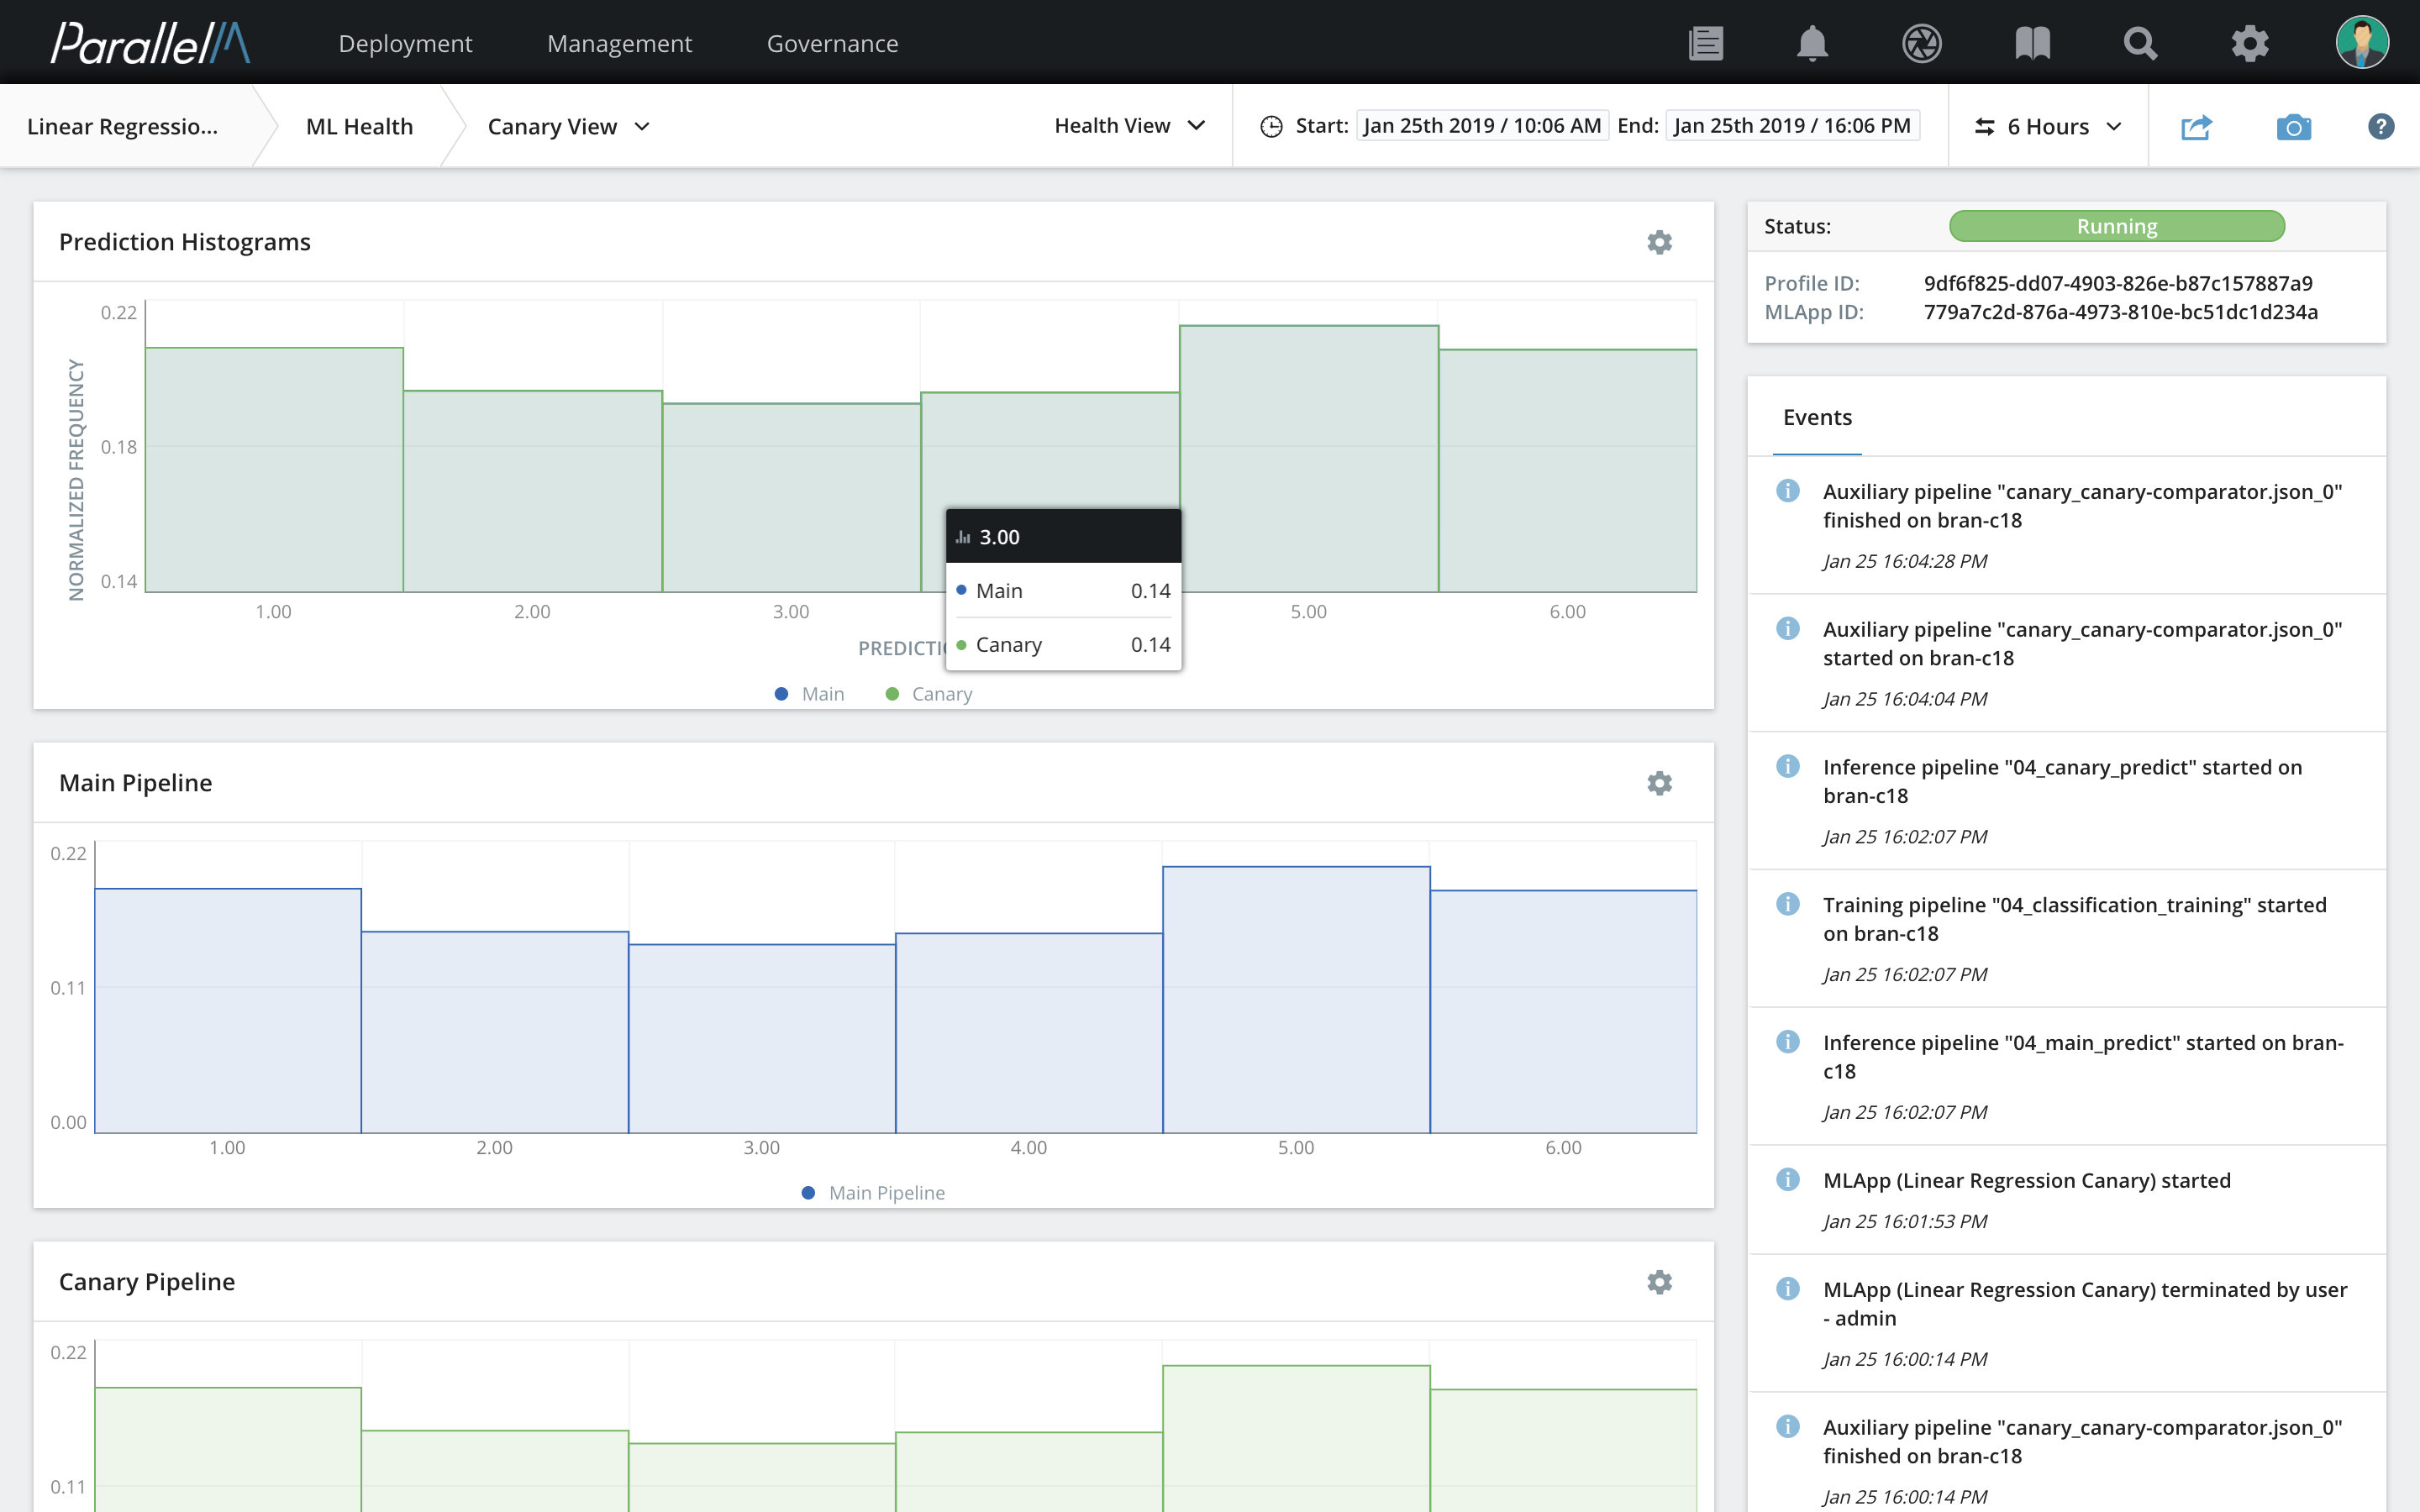 ParallelM
Deployment
Management
Governance
Linear Regressio...
ML Health
Canary View
Health View
Start: Jan 25th 2019 / 10:06 AM End: Jan 25th 2019 / 16:06 PM
6 Hours
?
Prediction Histograms
NORMALIZED FREQUENCY
0.22
0.18
0.14
1.00
2.00
3.00
5.00
6.00
3.00
Main 0.14
Canary 0.14
PREDICTI
Main
Canary
Main Pipeline
0.22
0.11
0.00
1.00
2.00
3.00
4.00
5.00
6.00
Main Pipeline
Canary Pipeline
0.22
0.11
Status: Running
Profile ID: 9df6f825-dd07-4903-826e-b87c157887a9
MLApp ID: 779a7c2d-876a-4973-810e-bc51dc1d234a
Events
Auxiliary pipeline "canary_canary-comparator.json_0"
finished on bran-c18
Jan 25 16:04:28 PM
Auxiliary pipeline "canary_canary-comparator.json_0"
started on bran-c18
Jan 25 16:04:04 PM
Inference pipeline "04_canary_predict" started on
bran-c18
Jan 25 16:02:07 PM
Training pipeline "04_classification_training" started
on bran-c18
Jan 25 16:02:07 PM
Inference pipeline "04_main_predict" started on bran-
c18
Jan 25 16:02:07 PM
MLApp (Linear Regression Canary) started
Jan 25 16:01:53 PM
MLApp (Linear Regression Canary) terminated by user
- admin
Jan 25 16:00:14 PM
Auxiliary pipeline "canary_canary-comparator.json_0"
finished on bran-c18
Jan 25 16:00:14 PM